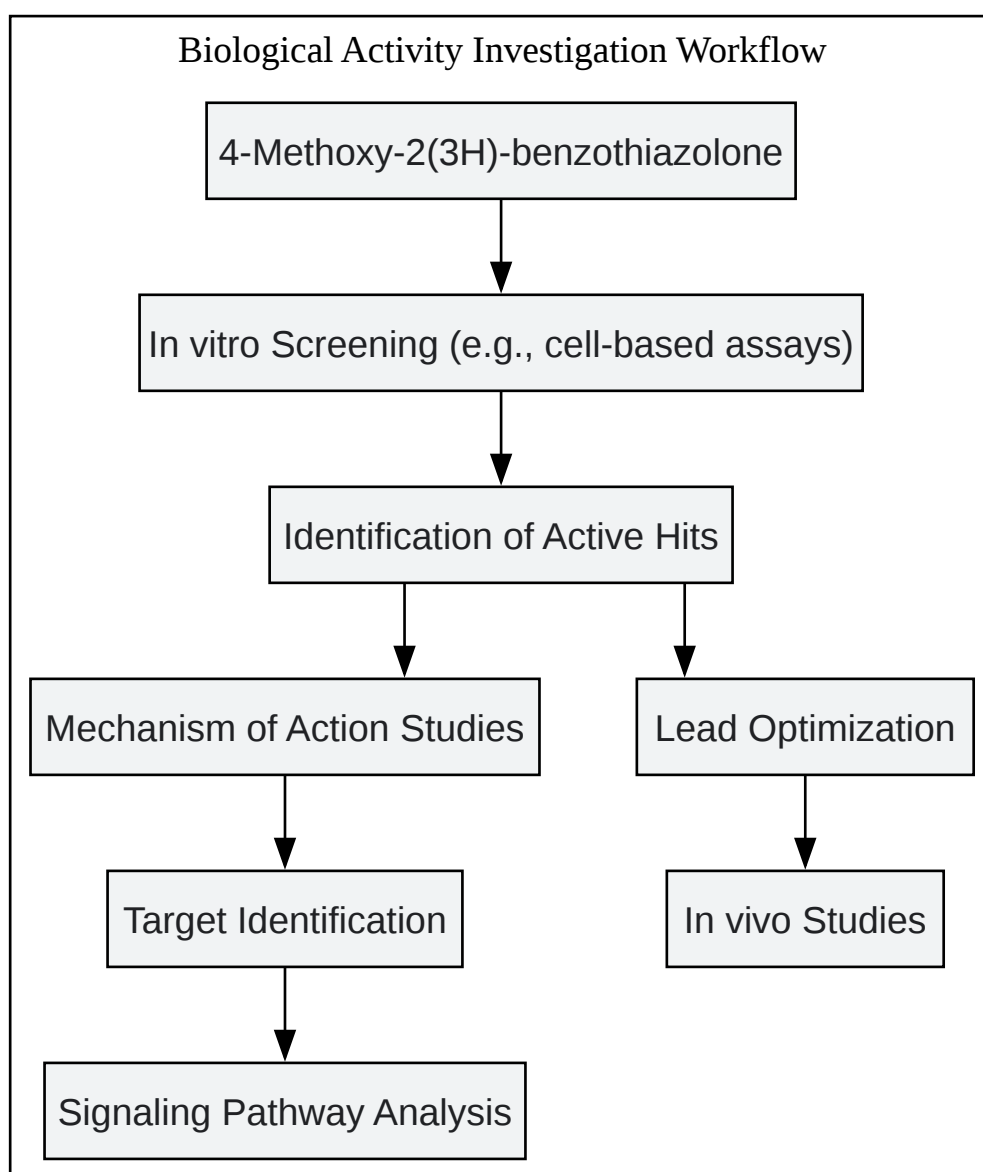 Biological Activity Investigation Workflow
4-Methoxy-2(3H)-benzothiazolone
In vitro Screening (e.g., cell-based assays)
Identification of Active Hits
Mechanism of Action Studies
Lead Optimization
Target Identification
In vivo Studies
Signaling Pathway Analysis